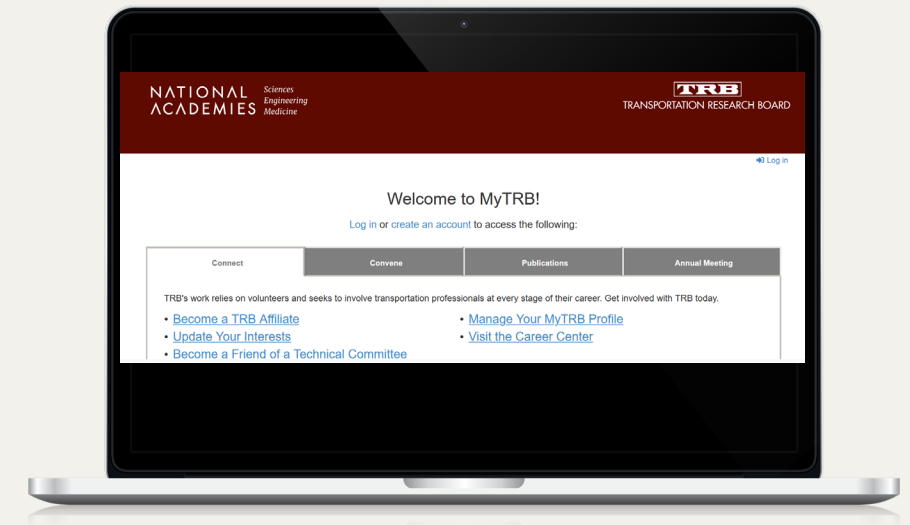 NATIONAL
ACADEMIES
Sciences
Engineering
Medicine
TRB
TRANSPORTATION RESEARCH BOARD
Log in
Welcome to MyTRB!
Log in or create an account to access the following:
Connect
Convene
Publications
Annual Meeting
TRB's work relies on volunteers and seeks to involve transportation professionals at every stage of their career. Get involved with TRB today.
• Become a TRB Affiliate
• Update Your Interests
• Become a Friend of a Technical Committee
• Manage Your MyTRB Profile
• Visit the Career Center